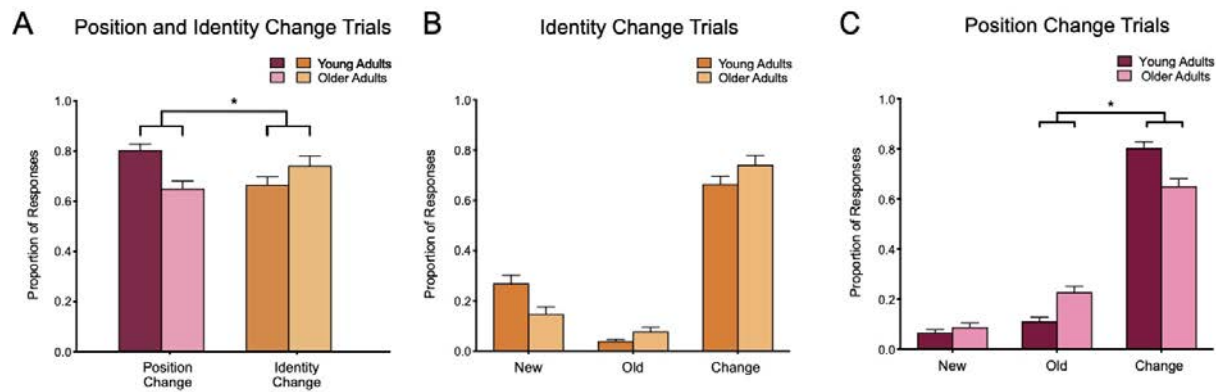 A
Position and Identity Change Trials
Young Adults
Older Adults
*
Proportion of Responses
1.0
0.8
0.6
0.4
0.2
0.0
Position
Change
Identity
Change
B
Identity Change Trials
Young Adults
Older Adults
Proportion of Responses
1.0
0.8
0.6
0.4
0.2
0.0
New
Old
Change
C
Position Change Trials
Young Adults
Older Adults
*
Proportion of Responses
1.0
0.8
0.6
0.4
0.2
0.0
New
Old
Change